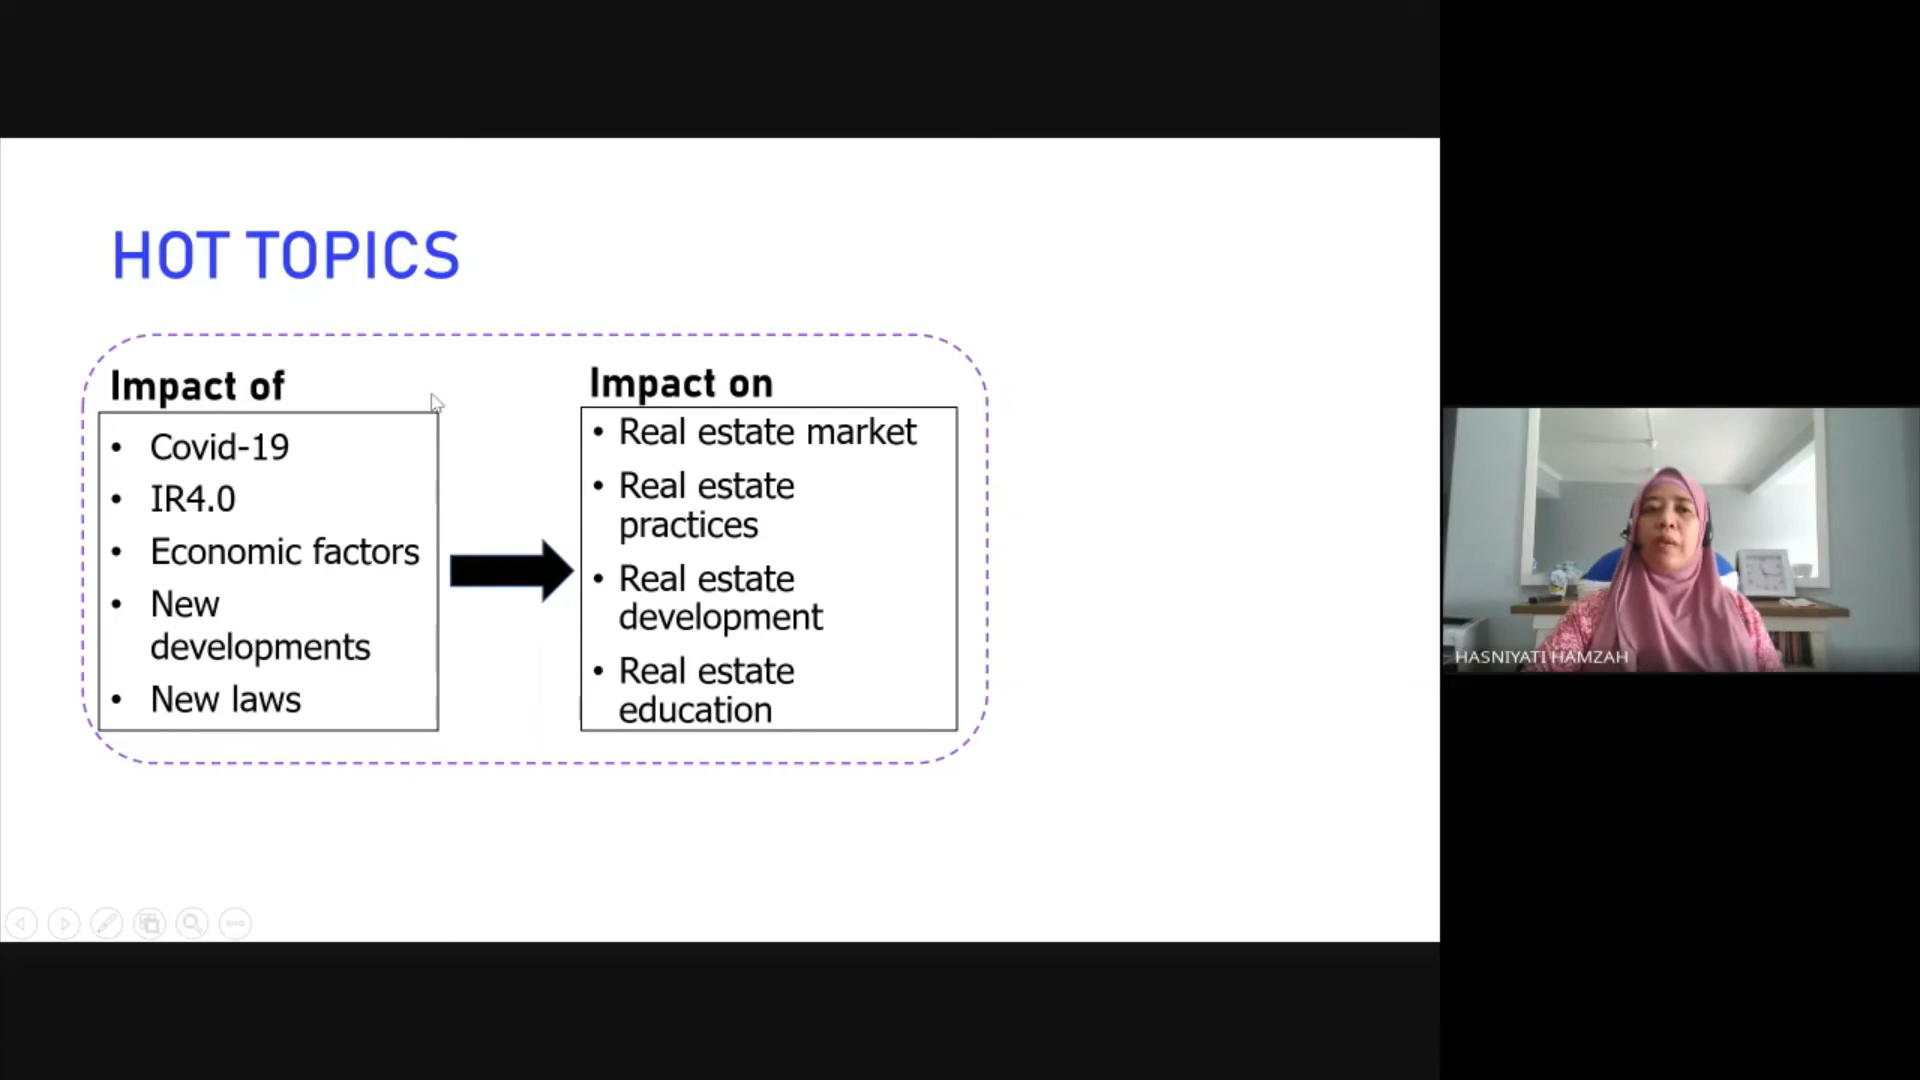 HOT TOPICS
Impact of
• Covid-19
• IR4.0
• Economic factors
• New
developments
• New laws
Impact on
• Real estate market
• Real estate
practices
• Real estate
development
• Real estate
education
HASNIYATI HAMZAH